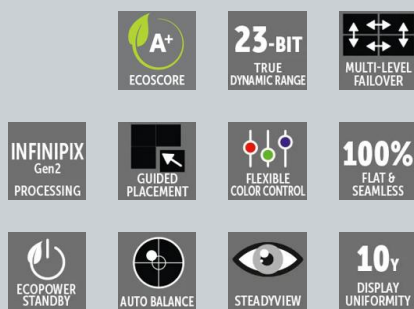 A+
ECOSCORE
23-BIT
TRUE
DYNAMIC RANGE
MULTI-LEVEL
FAILOVER
INFINIPIX
Gen2
PROCESSING
GUIDED
PLACEMENT
FLEXIBLE
COLOR CONTROL
100%
FLAT &
SEAMLESS
ECOPOWER
STANDBY
AUTO BALANCE
STEADYVIEW
10Y
DISPLAY
UNIFORMITY